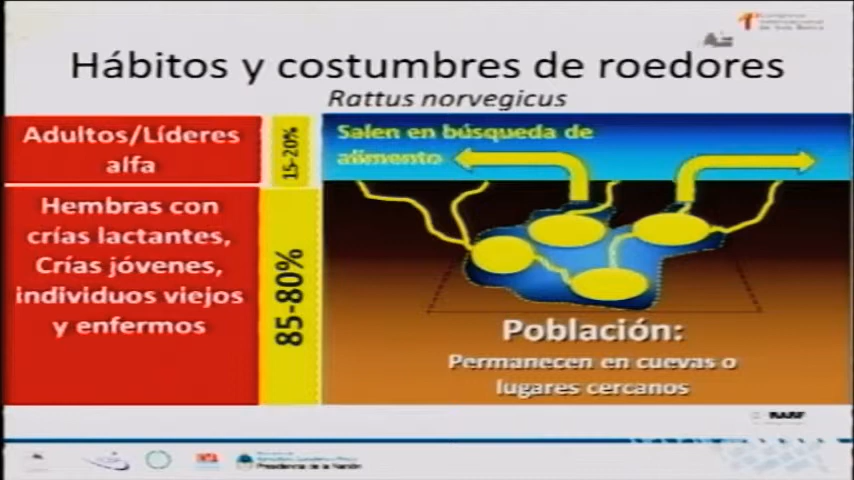 Hábitos y costumbres de roedores
Rattus norvegicus
Adultos/Líderes
alfa
15-20%
Salen en búsqueda de
alimento
Hembras con
crías lactantes,
Crías jóvenes,
individuos viejos
y enfermos
85-80%
Población:
Permanecen en cuevas o
lugares cercanos
BASF
Presidencia de la Nación